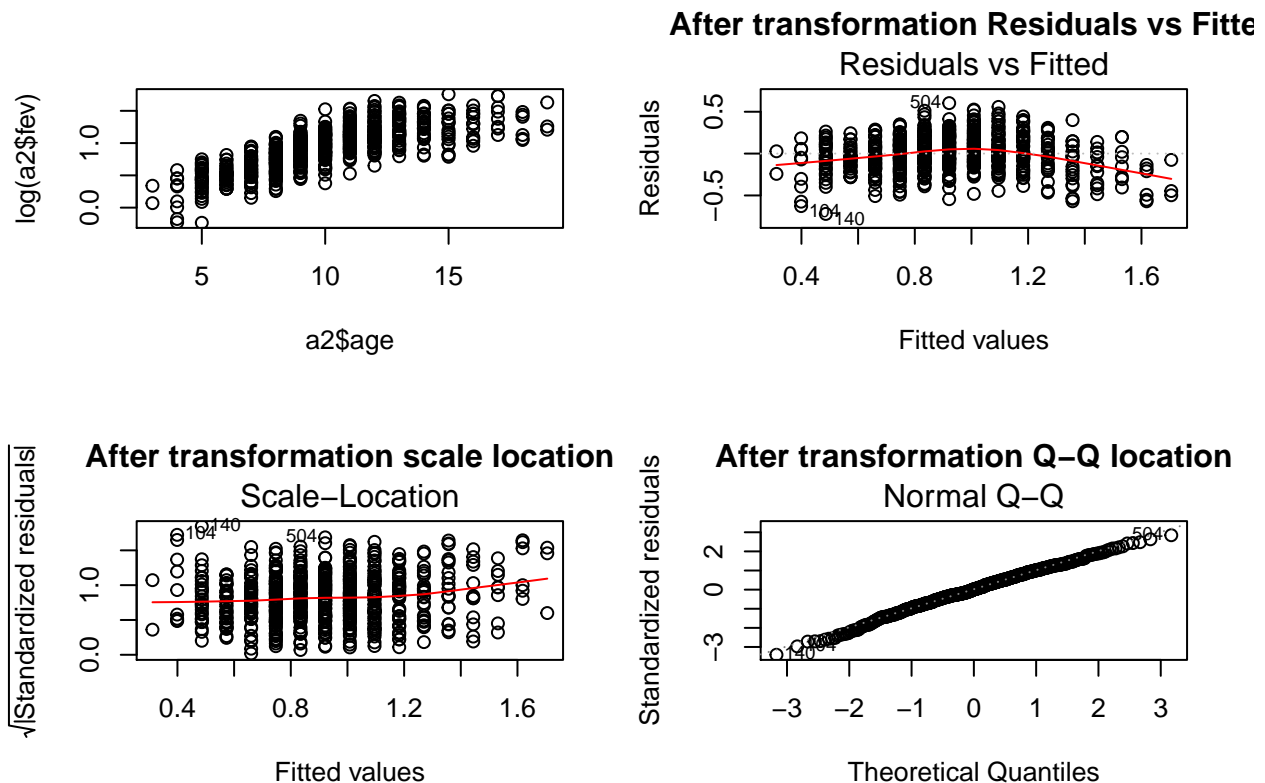 log(a2$fev)
0.0 1.0
5 10 15
a2$age
After transformation Residuals vs Fitte
Residuals vs Fitted
Residuals
−0.5 0.5
504
104
140
0.4 0.8 1.2 1.6
Fitted values
After transformation scale location
Scale−Location
√|Standardized residuals|
0.0 1.0
140
104
504
0.4 0.8 1.2 1.6
Fitted values
After transformation Q−Q location
Normal Q−Q
Standardized residuals
−3 0 2
504
104
140
−3 −2 −1 0 1 2 3
Theoretical Quantiles